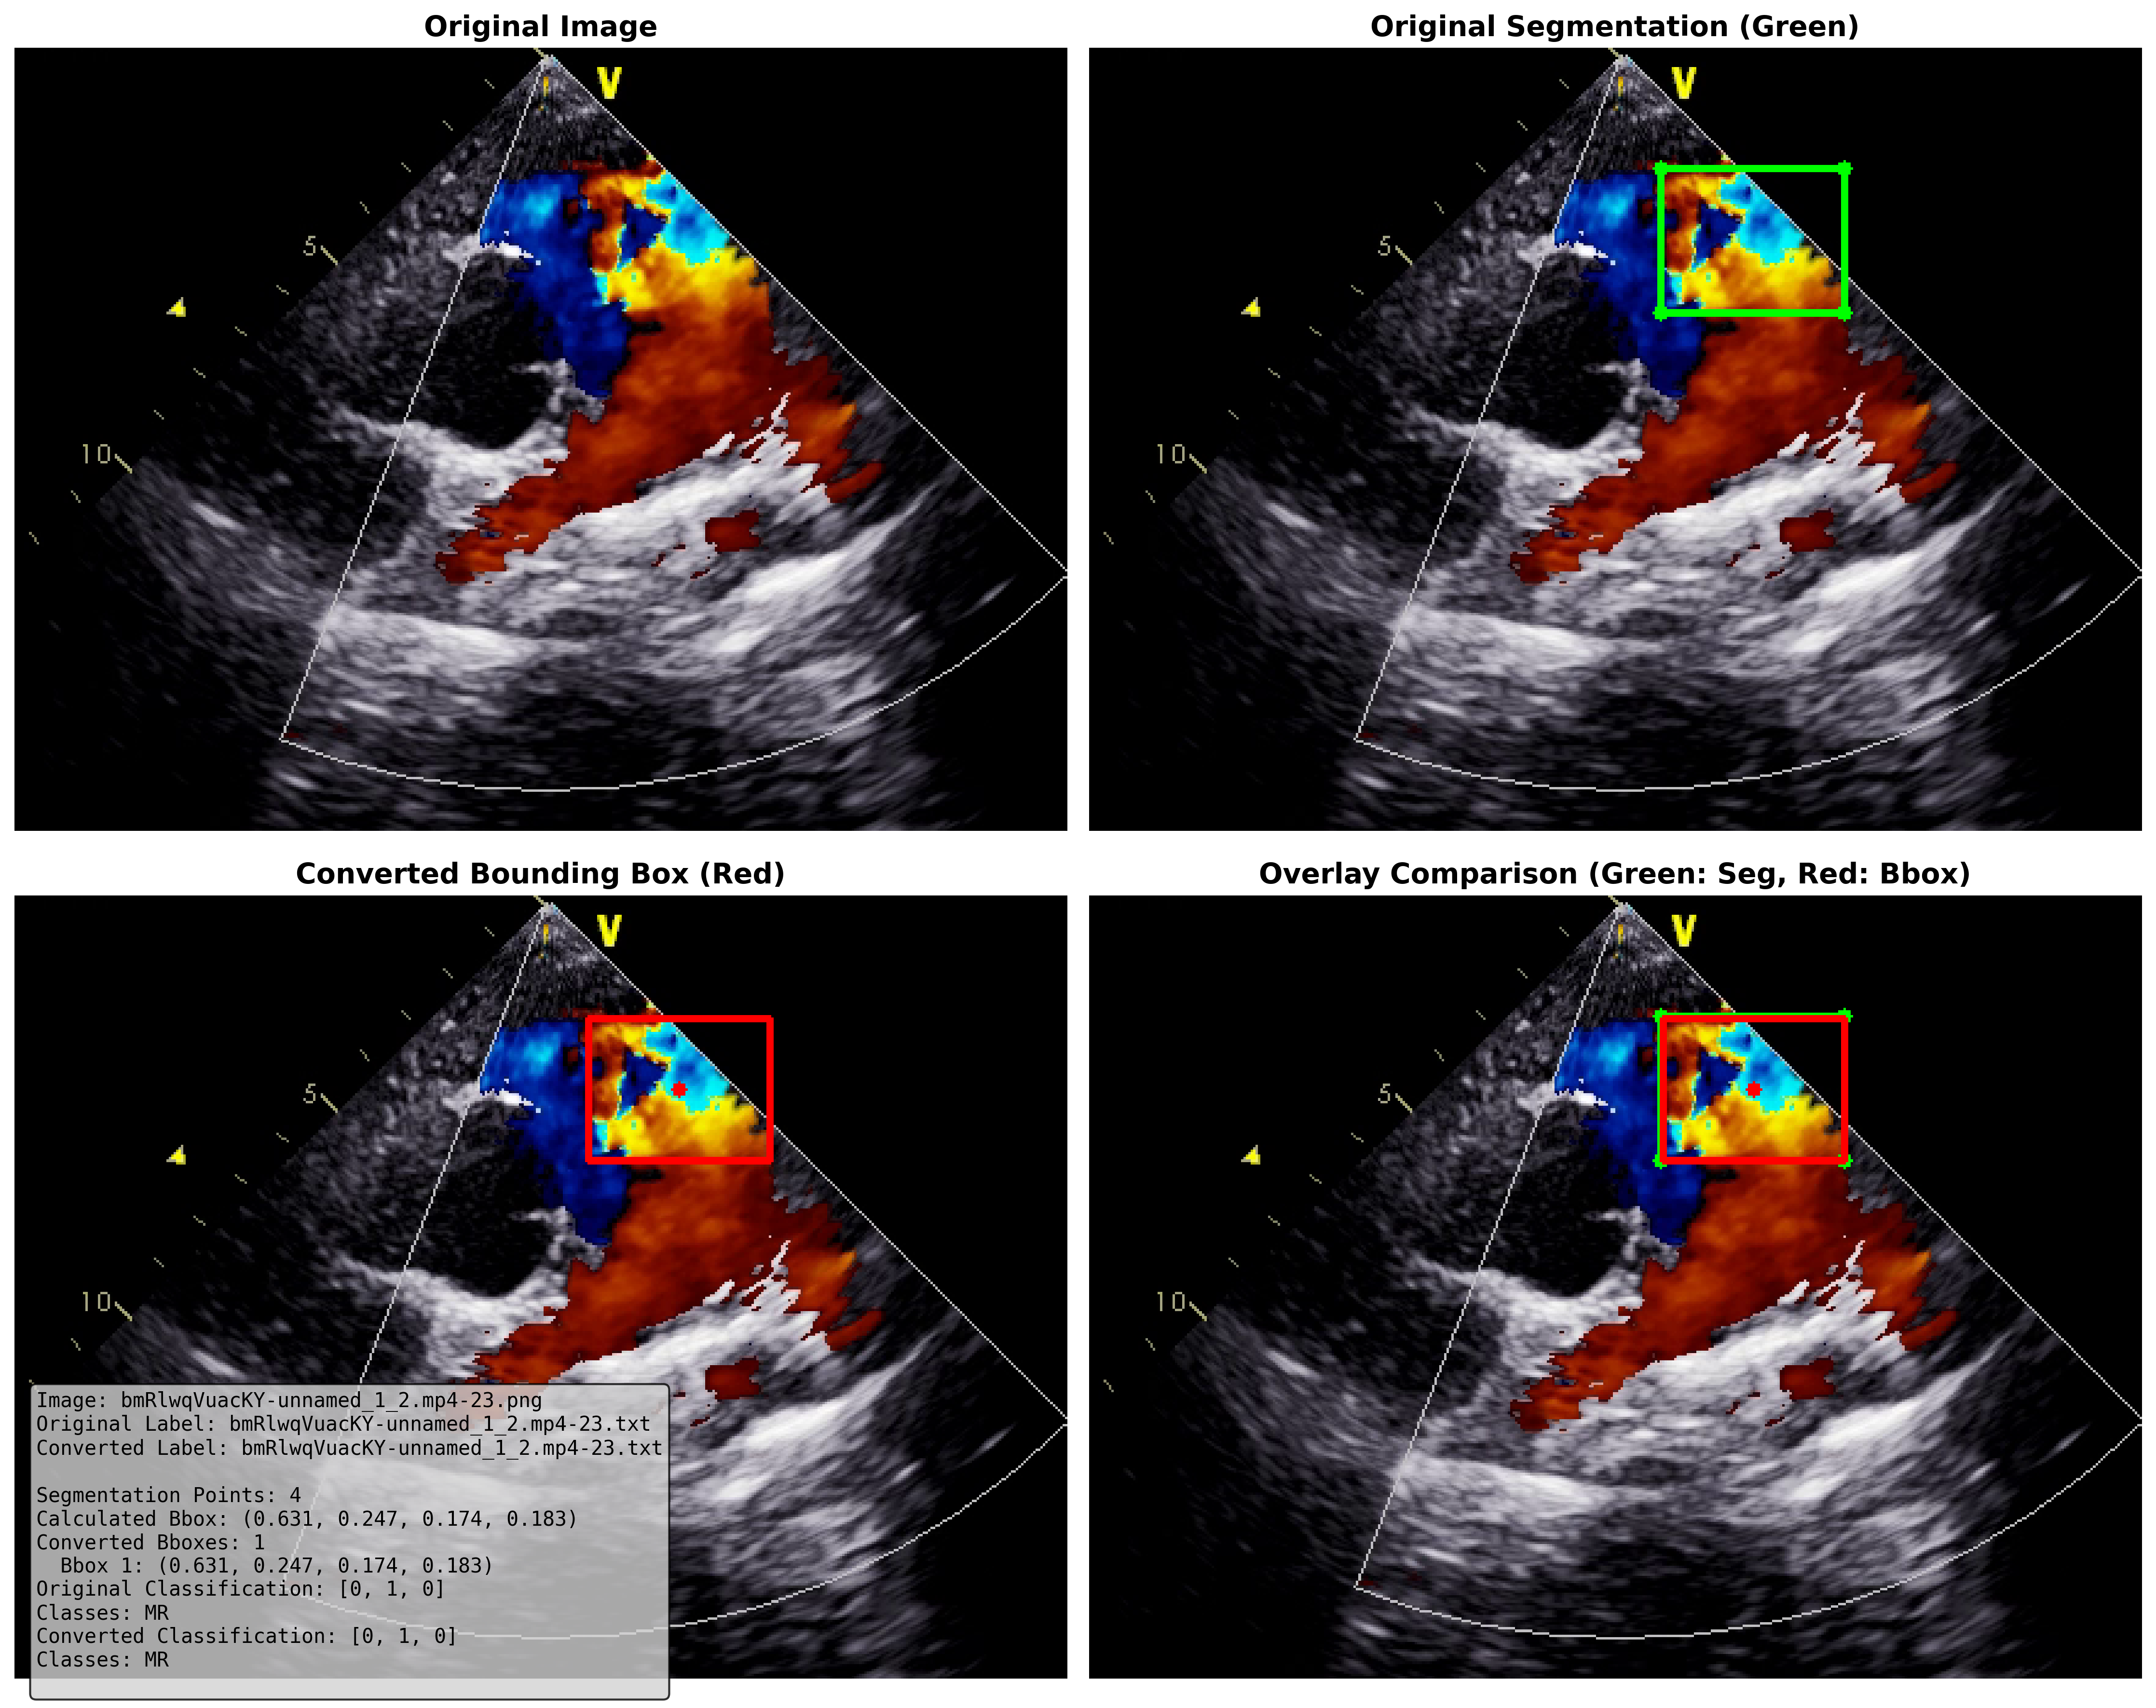 Original Image
V
5
10
Original Segmentation (Green)
V
5
10
Converted Bounding Box (Red)
V
5
10
Image: bmRlwqVuacKY-unnamed_1_2.mp4-23.png
Original Label: bmRlwqVuacKY-unnamed_1_2.mp4-23.txt
Converted Label: bmRlwqVuacKY-unnamed_1_2.mp4-23.txt
Segmentation Points: 4
Calculated Bbox: (0.631, 0.247, 0.174, 0.183)
Converted Bboxes: 1
Bbox 1: (0.631, 0.247, 0.174, 0.183)
Original Classification: [0, 1, 0]
Classes: MR
Converted Classification: [0, 1, 0]
Classes: MR
Overlay Comparison (Green: Seg, Red: Bbox)
V
5
10